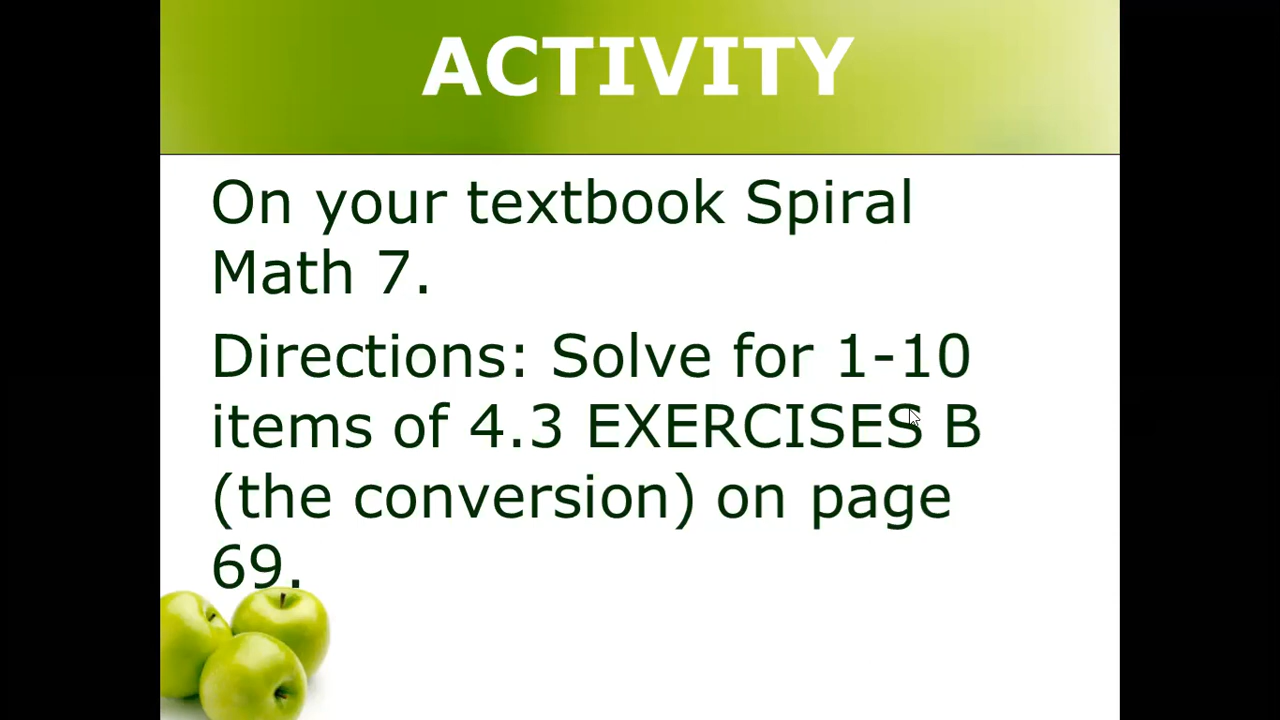 ACTIVITY
On your textbook Spiral
Math 7.
Directions: Solve for 1-10
items of 4.3 EXERCISES B
(the conversion) on page
69.